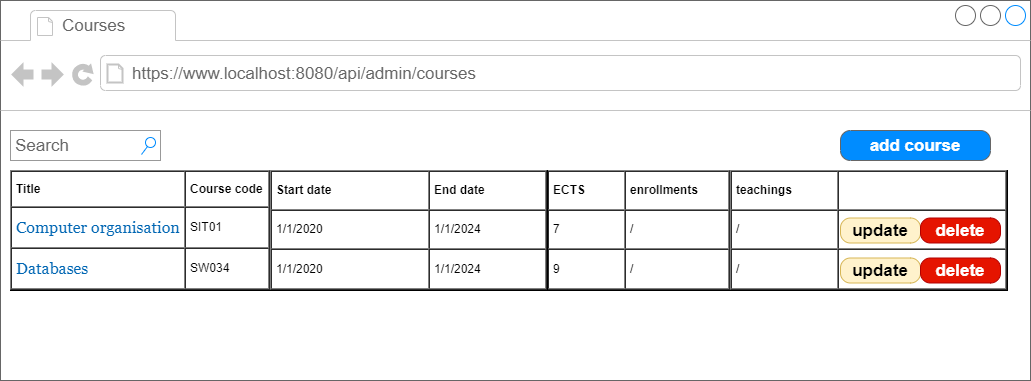 Courses
https://www.localhost:8080/api/admin/courses
Search add course
Title Course code Start date End date ECTS enrollments teachings
Computer organisation SIT01 1/1/2020 1/1/2024 7 / / update delete
Databases SW034 1/1/2020 1/1/2024 9 / / update delete